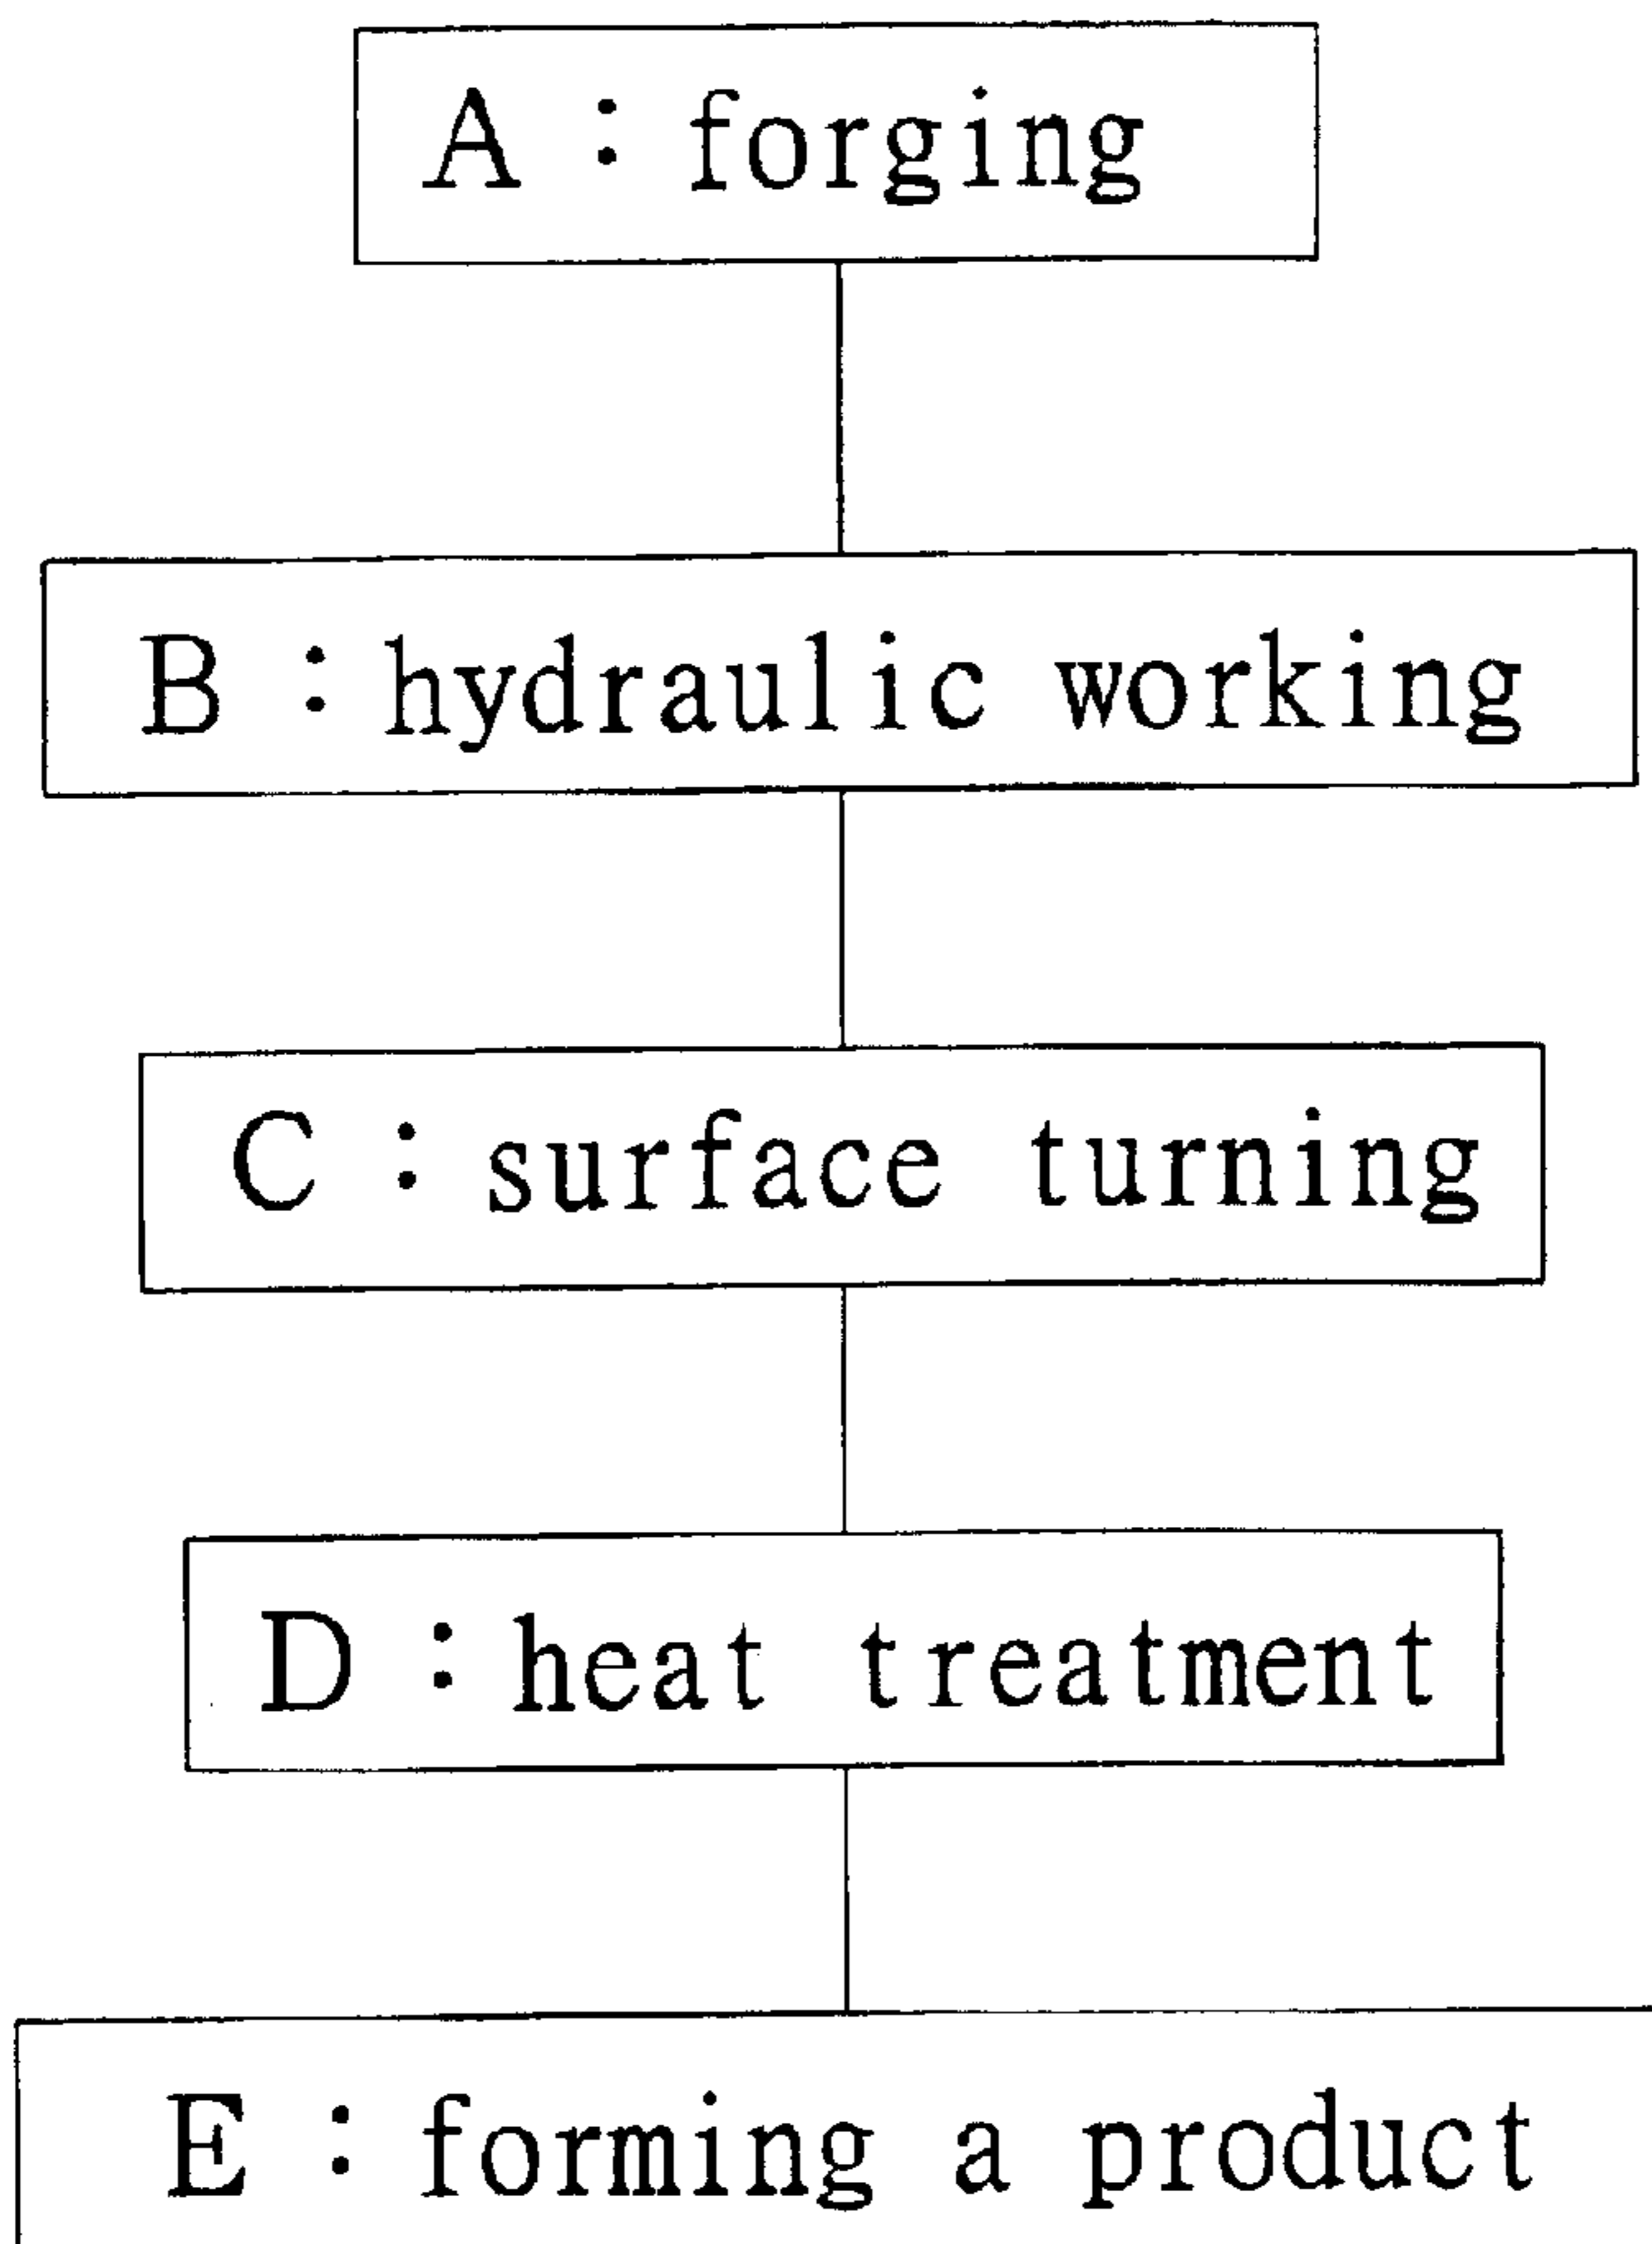 A : forging
B : hydraulic working
C : surface turning
D : heat treatment
E : forming a product